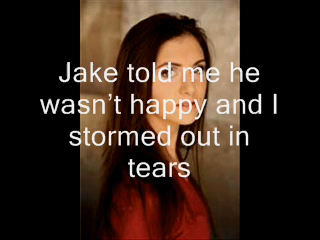 Jake told me he
wasn’t happy and I
stormed out in
tears